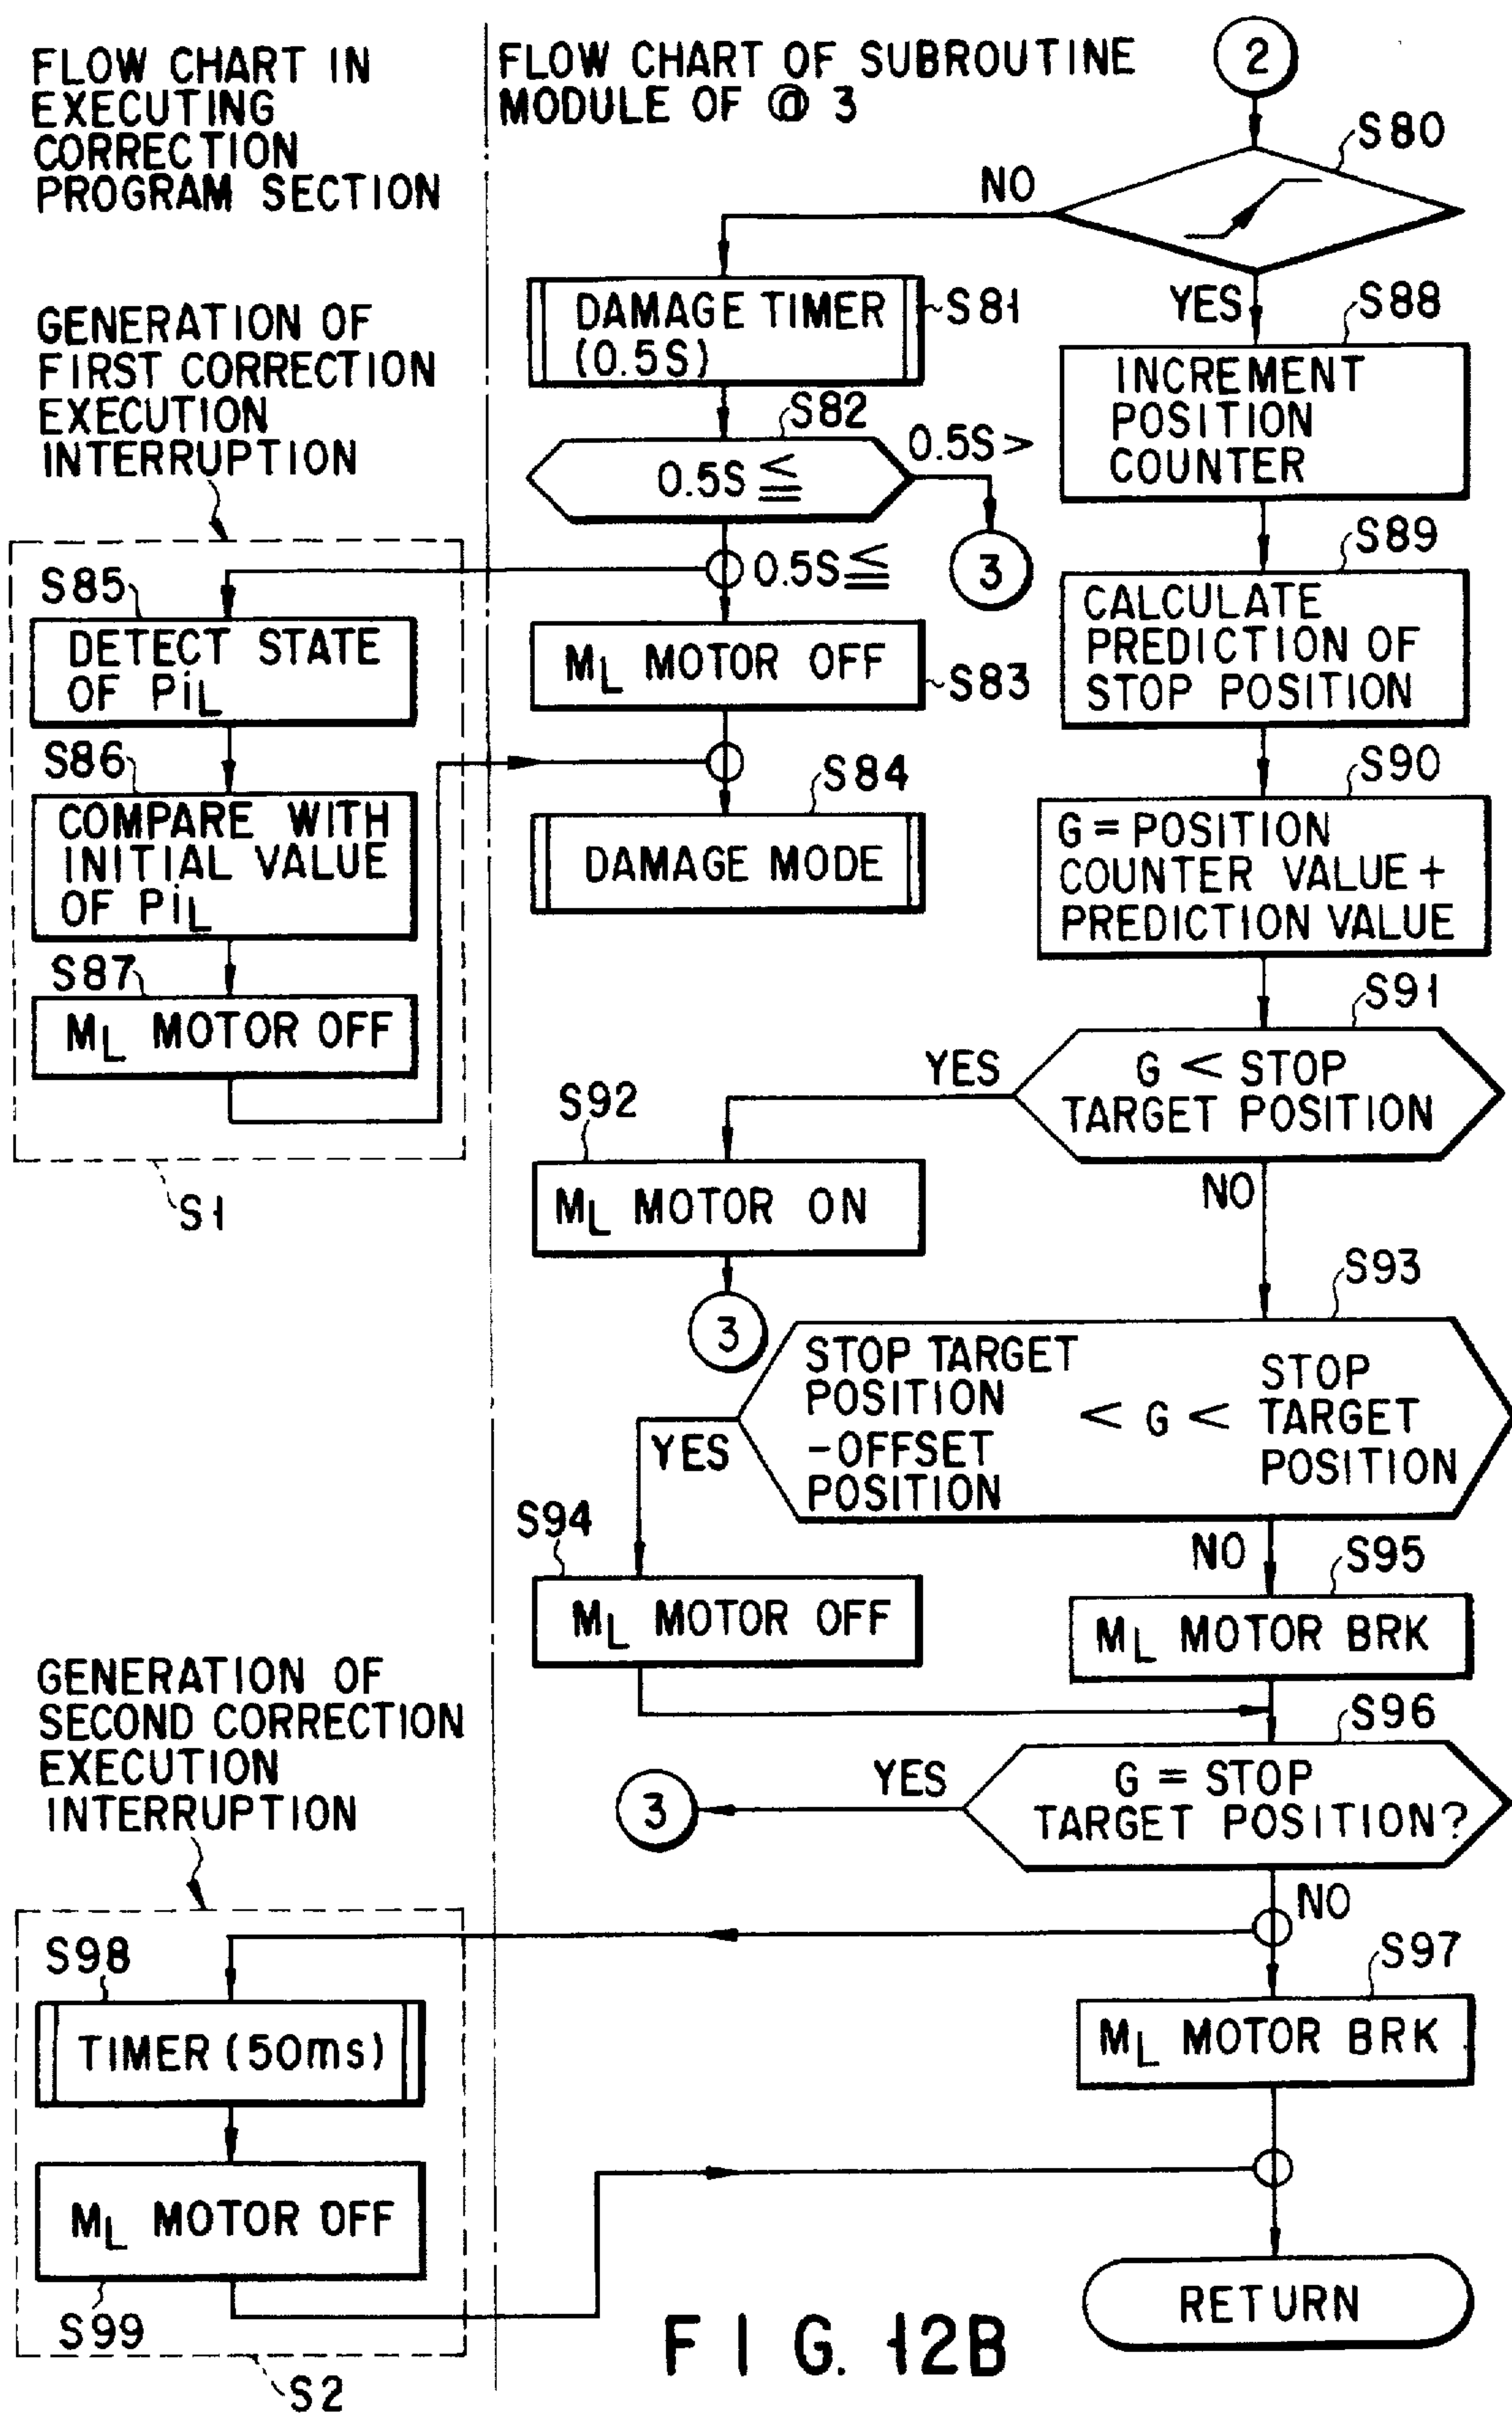 FLOW CHART IN
EXECUTING
CORRECTION
PROGRAM SECTION
FLOW CHART OF SUBROUTINE
MODULE OF @ 3
2
S80
NO
YES
DAMAGE TIMER
(0.5S)
S81
S82
0.5S ≦
0.5S >
3
0.5S ≦
ML MOTOR OFF
S83
S84
DAMAGE MODE
GENERATION OF
FIRST CORRECTION
EXECUTION
INTERRUPTION
S85
DETECT STATE
OF PiL
S86
COMPARE WITH
INITIAL VALUE
OF PiL
S87
ML MOTOR OFF
S1
S88
INCREMENT
POSITION
COUNTER
S89
CALCULATE
PREDICTION OF
STOP POSITION
S90
G = POSITION
COUNTER VALUE +
PREDICTION VALUE
S91
G < STOP
TARGET POSITION
YES
NO
S92
ML MOTOR ON
3
S93
STOP TARGET
POSITION
-OFFSET
POSITION
< G <
STOP
TARGET
POSITION
YES
NO
S94
ML MOTOR OFF
S95
ML MOTOR BRK
S96
G = STOP
TARGET POSITION?
YES
3
NO
S97
ML MOTOR BRK
GENERATION OF
SECOND CORRECTION
EXECUTION
INTERRUPTION
S98
TIMER (50ms)
ML MOTOR OFF
S99
S2
RETURN
FIG. 12B